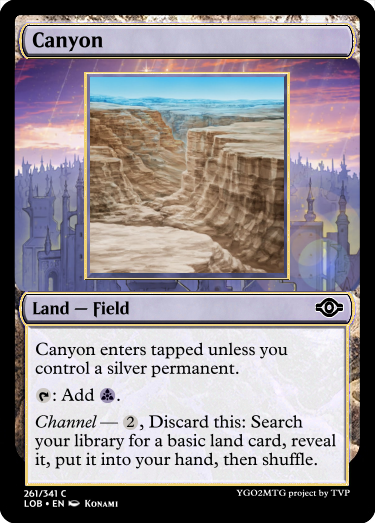 Canyon
Land — Field
Canyon enters tapped unless you
control a silver permanent.
: Add .
Channel — 2, Discard this: Search
your library for a basic land card, reveal
it, put it into your hand, then shuffle.
261/341 C
LOB • EN Konami
YGO2MTG project by TVP